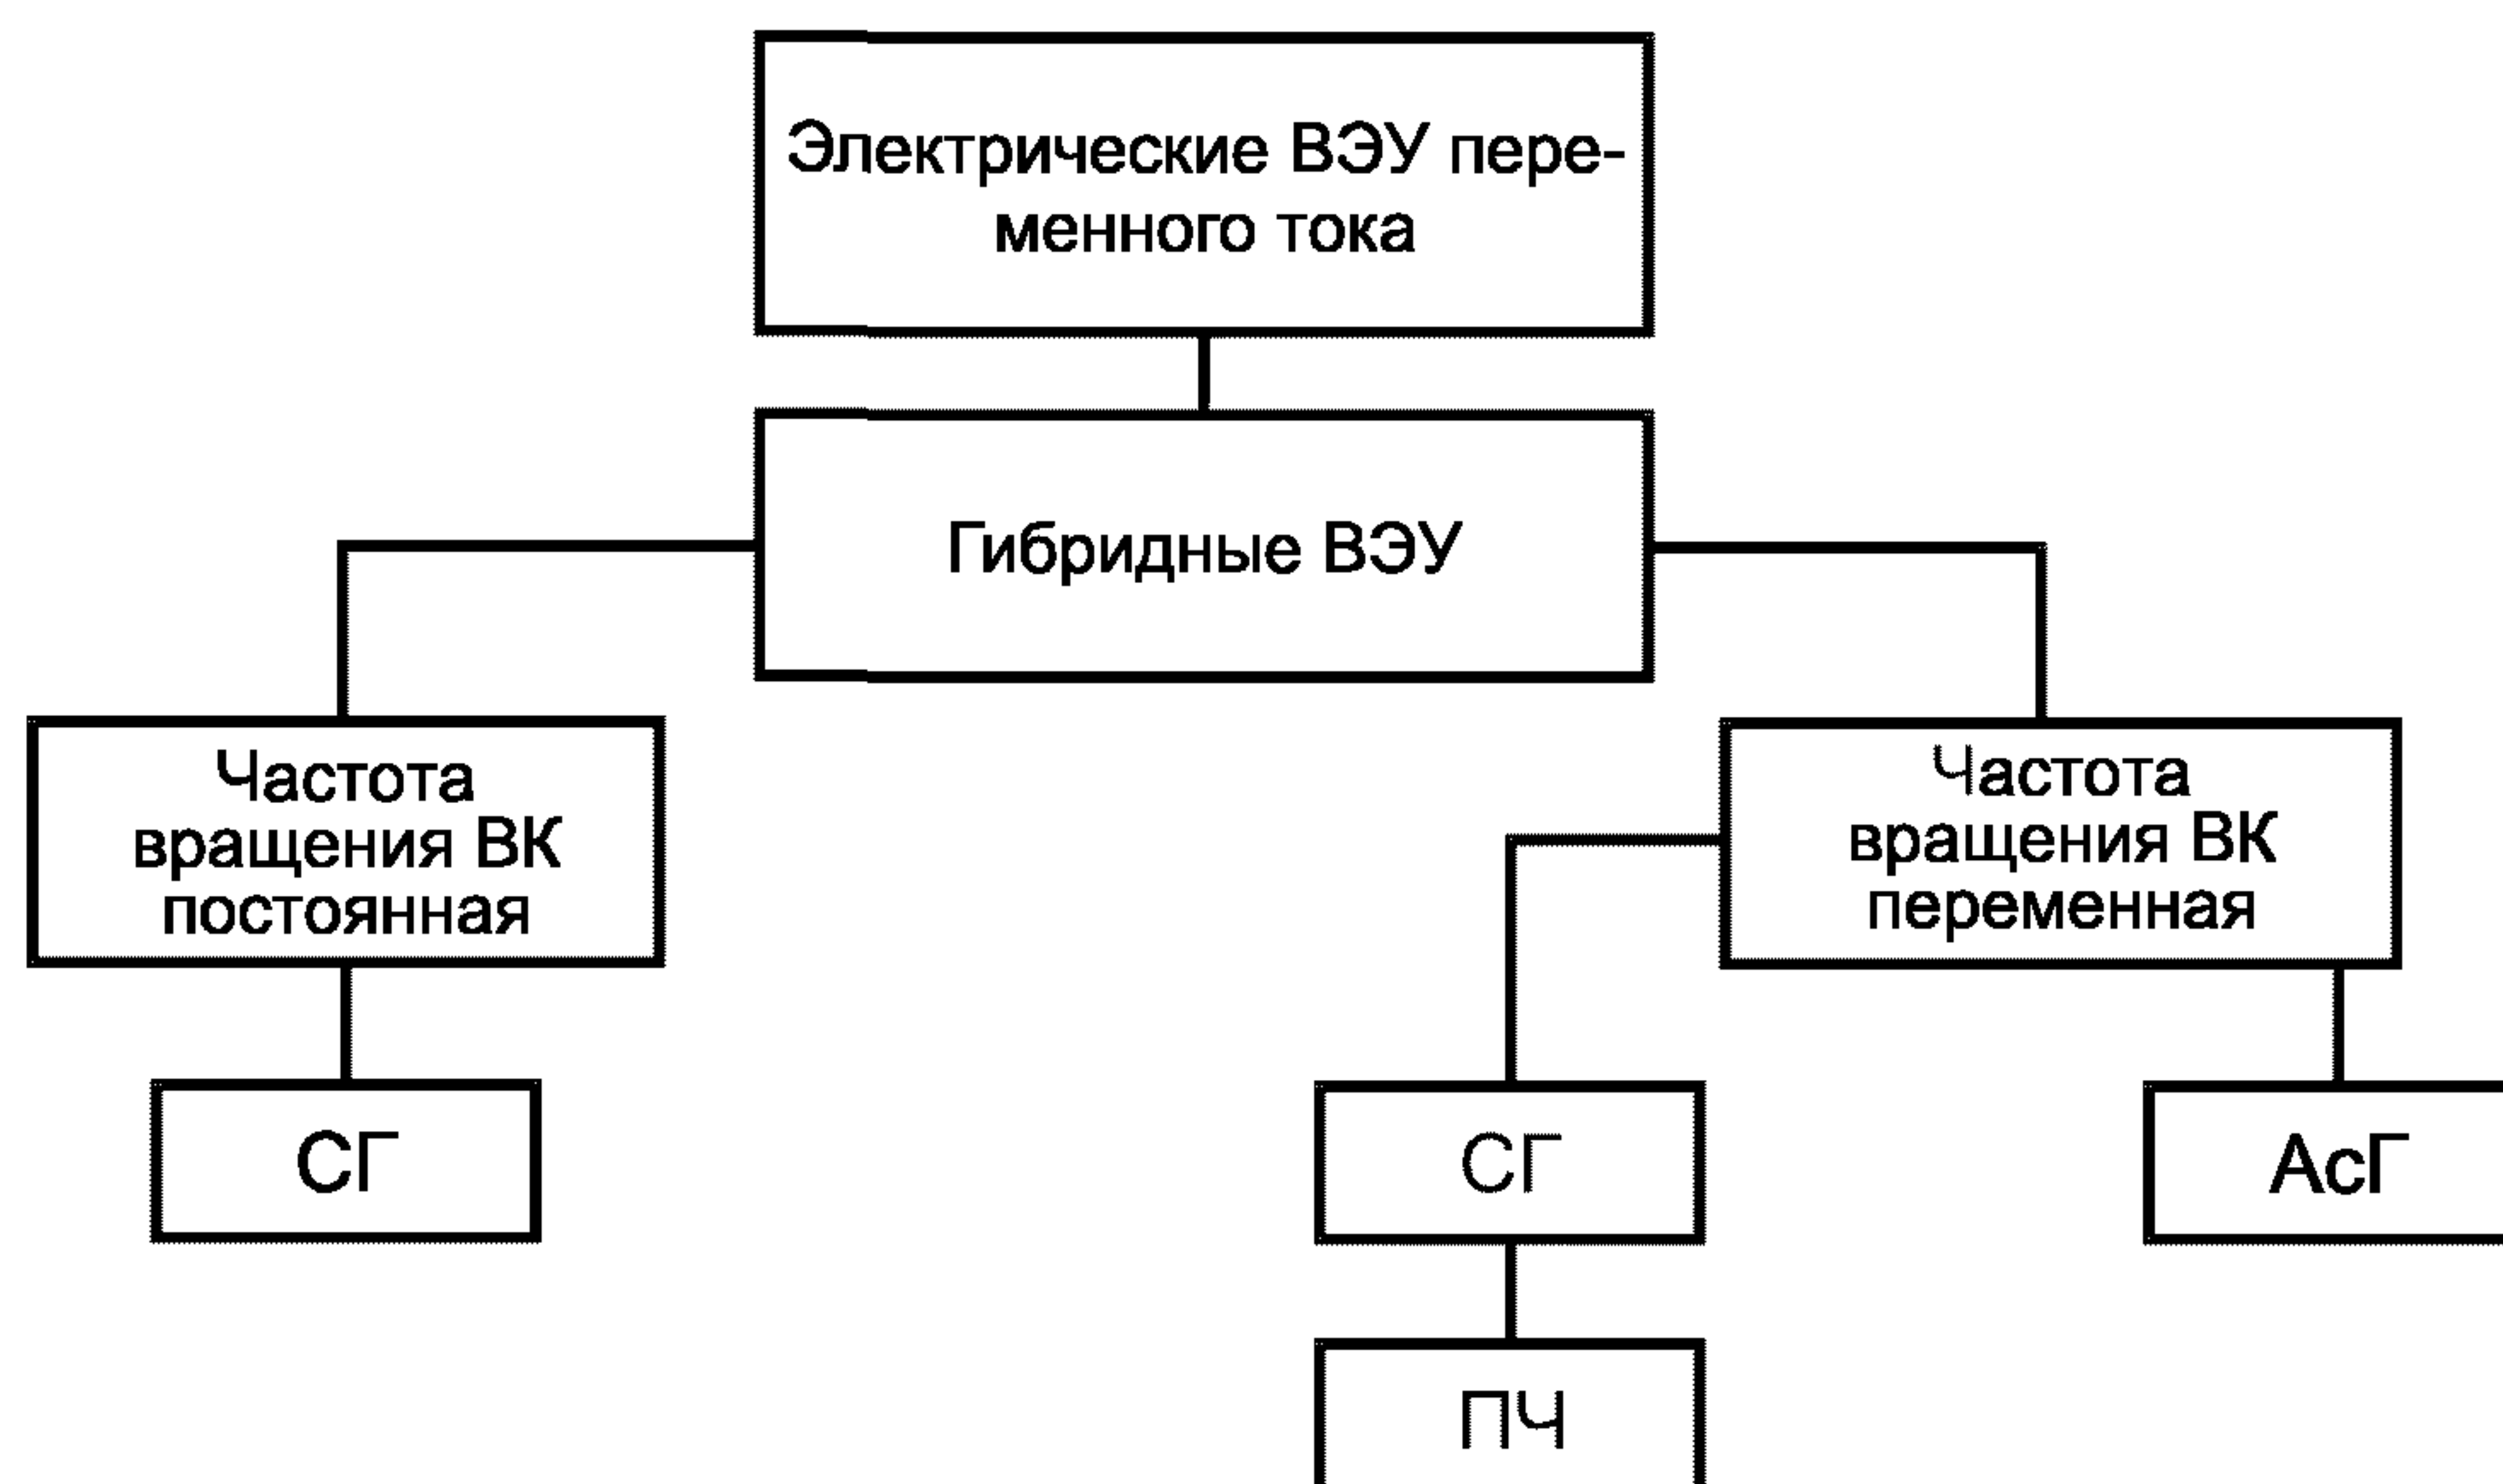 Электрические ВЭУ пере-
менного тока
Гибридные ВЭУ
Частота
вращения ВК
постоянная
Частота
вращения ВК
переменная
СГ
СГ
АсГ
ПЧ